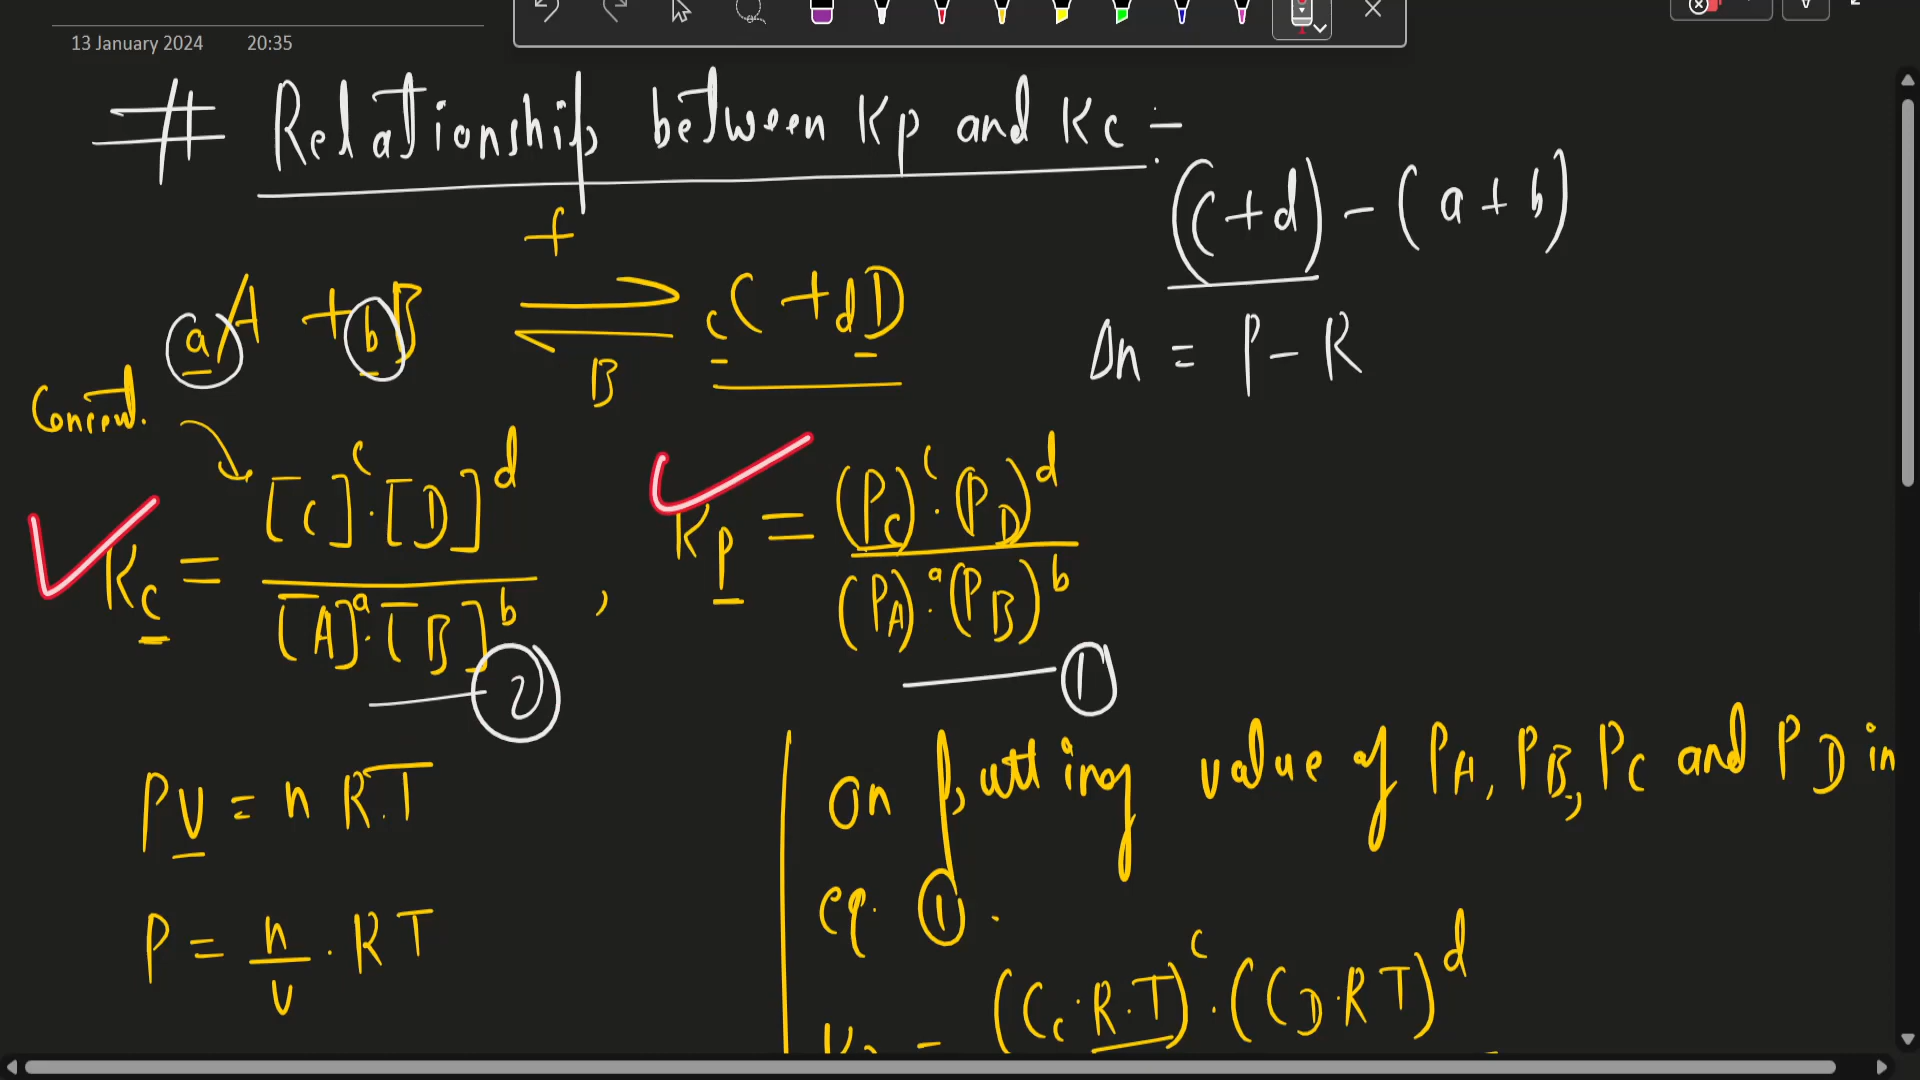 13 January 2024 20:35
# Relationship between Kp and Kc :-
(C+d) - (a+b)
Δn = P - R
f
aA + bB ⇌ cC + dD
B
Concent.
Kc = [C]^c . [D]^d / [A]^a . [B]^b , Kp = (PC)^c . (PD)^d / (PA)^a . (PB)^b
② ①
PV = n R.T
P = n/v . RT
On putting value of PA, PB, PC and PD in
eq. ① .
(Cc . R.T)^c . (CD . RT)^d